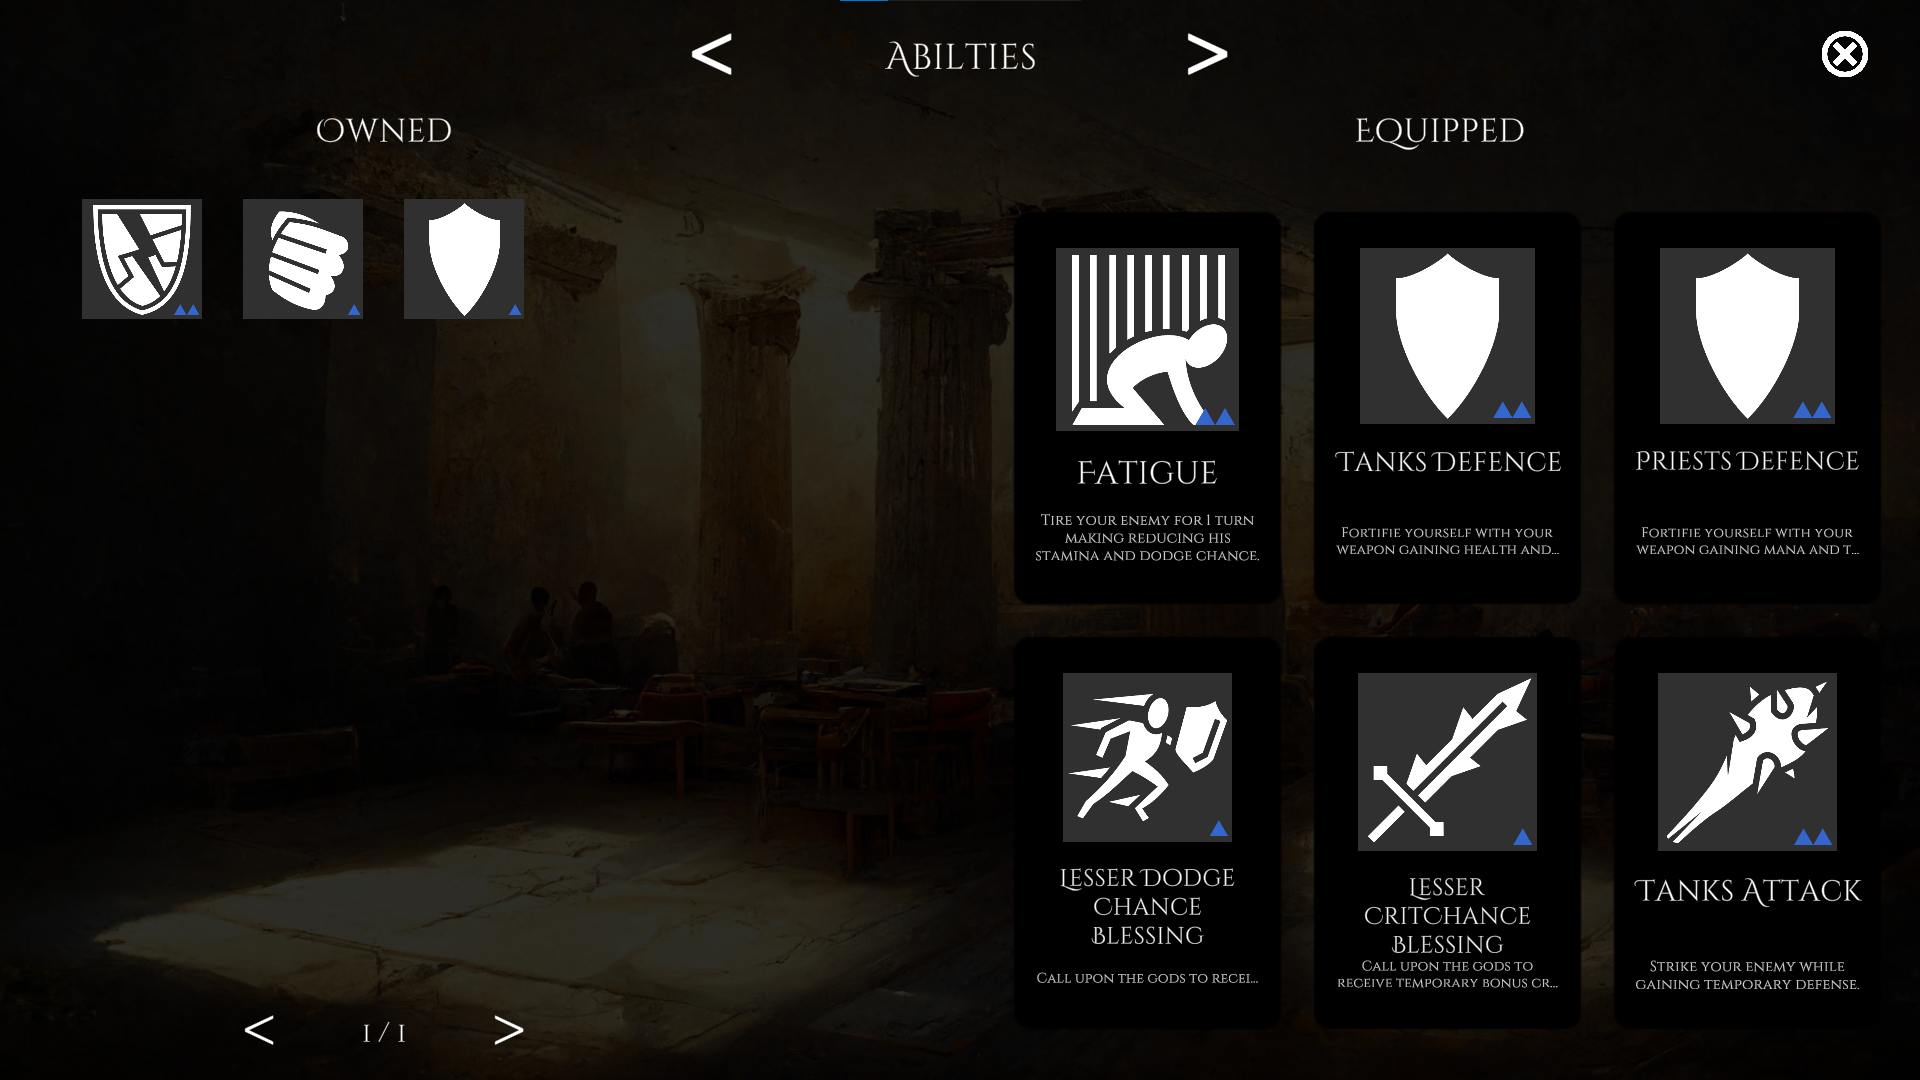 Abilties
Owned
Equipped
Fatigue
Tire your enemy for 1 turn
making reducing his
stamina and dodge chance.
Tanks Defence
Fortifie yourself with your
weapon gaining health and...
Priests Defence
Fortifie yourself with your
weapon gaining mana and t...
Lesser Dodge
Chance
Blessing
Call upon the gods to recei...
Lesser
CritChance
Blessing
Call upon the gods to
receive temporary bonus cr...
Tanks Attack
Strike your enemy while
gaining temporary defense.
1 / 1